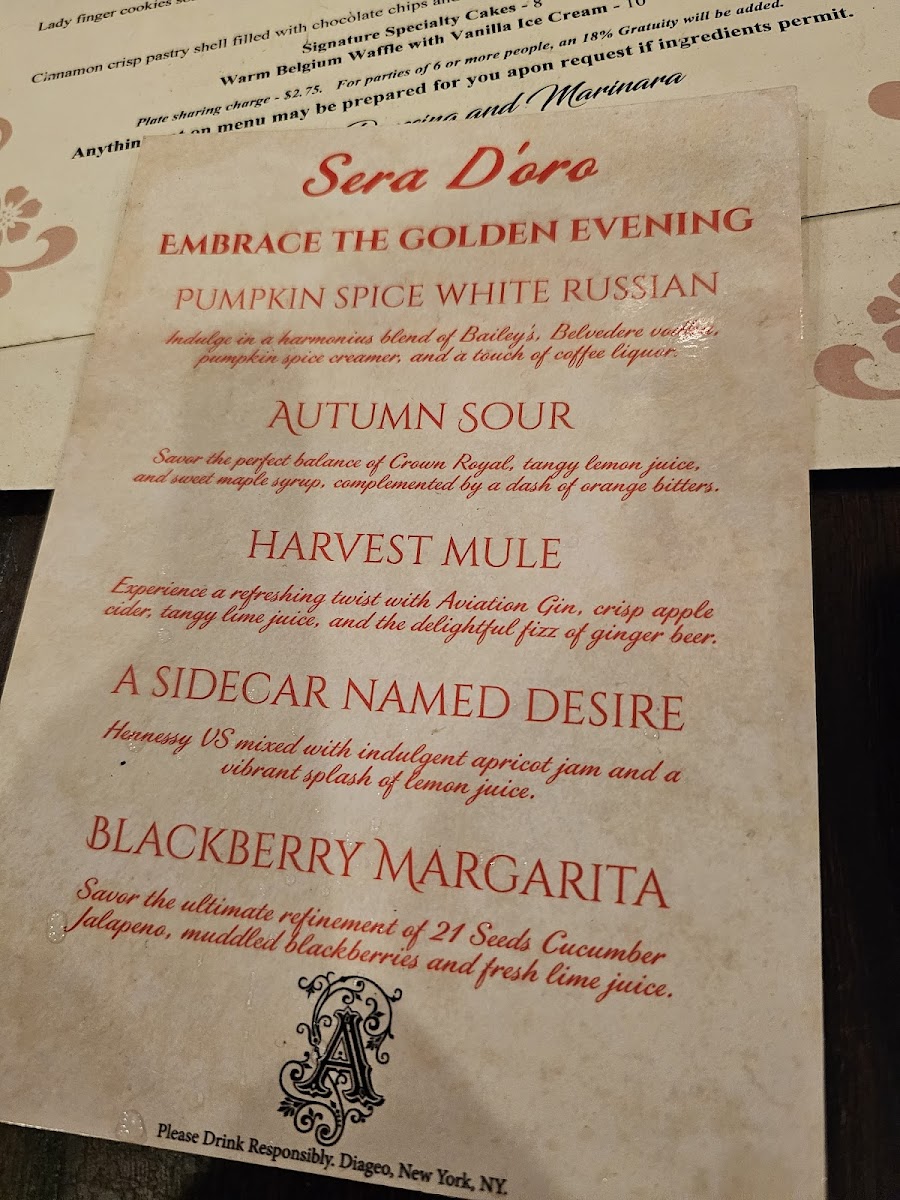 Lady finger cookies
Cinnamon crisp pastry shell filled with chocolate chips
Signature Specialty Cakes - 8
Warm Belgium Waffle with Vanilla Ice Cream - 10
Plate sharing charge - $2.75. For parties of 6 or more people, an 18% Gratuity will be added.
on menu may be prepared for you apon request if ingredients permit.
and Marinara
Sera D'oro
EMBRACE THE GOLDEN EVENING
PUMPKIN SPICE WHITE RUSSIAN
Indulge in a harmonius blend of Bailey's, Belvedere vodka,
pumpkin spice creamer, and a touch of coffee liquor.
AUTUMN SOUR
Savor the perfect balance of Crown Royal, tangy lemon juice,
and sweet maple syrup, complemented by a dash of orange bitters.
HARVEST MULE
Experience a refreshing twist with Aviation Gin, crisp apple
cider, tangy lime juice, and the delightful fizz of ginger beer.
A SIDECAR NAMED DESIRE
Hennessy VS mixed with indulgent apricot jam and a
vibrant splash of lemon juice.
BLACKBERRY MARGARITA
Savor the ultimate refinement of 21 Seeds Cucumber
Jalapeno, muddled blackberries and fresh lime juice.
A
Please Drink Responsibly. Diageo, New York, NY.